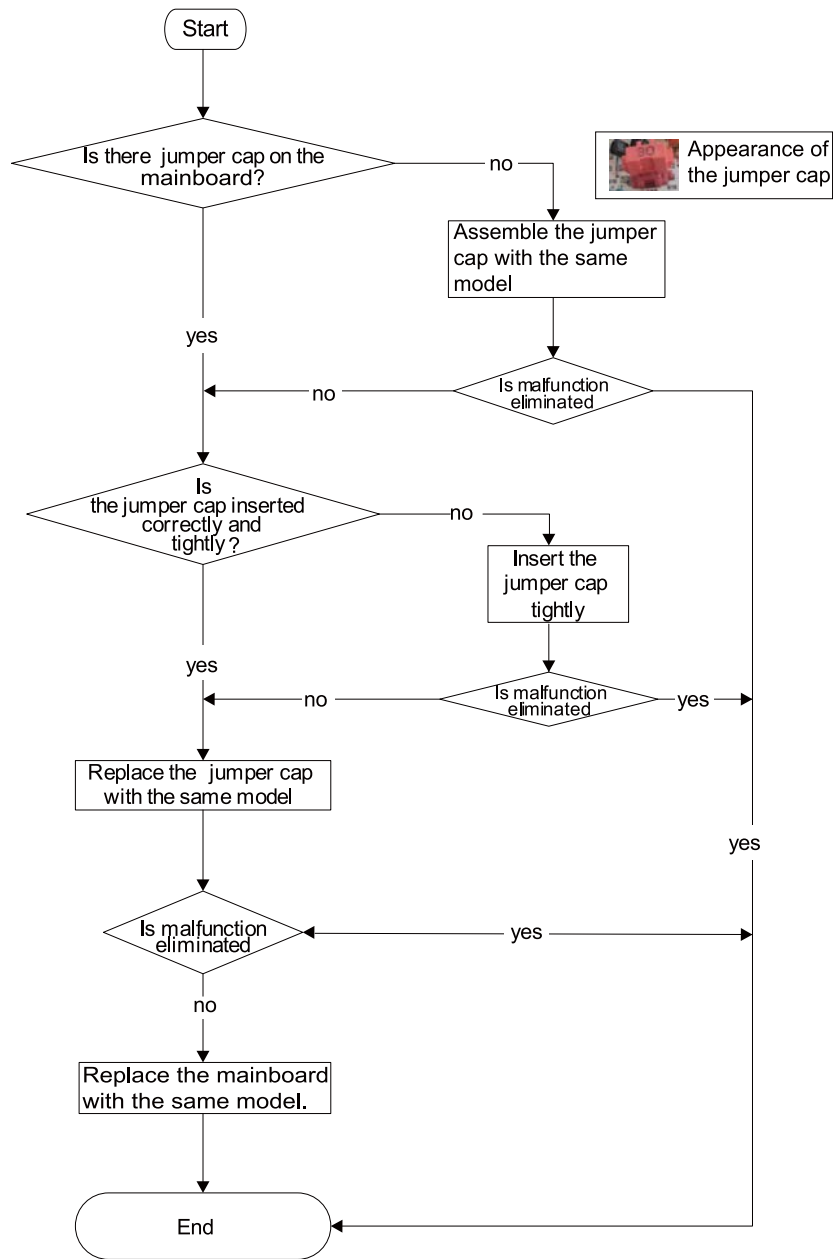 Start
Is there jumper cap on the
mainboard?
no
Appearance of
the jumper cap
Assemble the jumper
cap with the same
model
yes
Is malfunction
eliminated
no
Is
the jumper cap inserted
correctly and
tightly?
no
Insert the
jumper cap
tightly
yes
Is malfunction
eliminated
no
yes
Replace the jumper cap
with the same model
yes
Is malfunction
eliminated
yes
no
Replace the mainboard
with the same model.
End